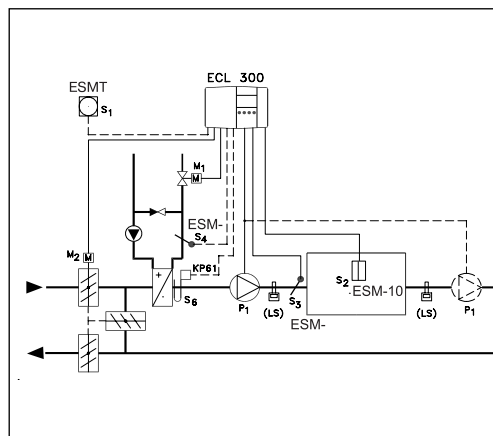 ECL 300
ESMT
S1
M1
M
ESM-
S4
M2
M
KP61
S6
P1
(LS)
S3
ESM-
S2
ESM-10
(LS)
P1
+
-